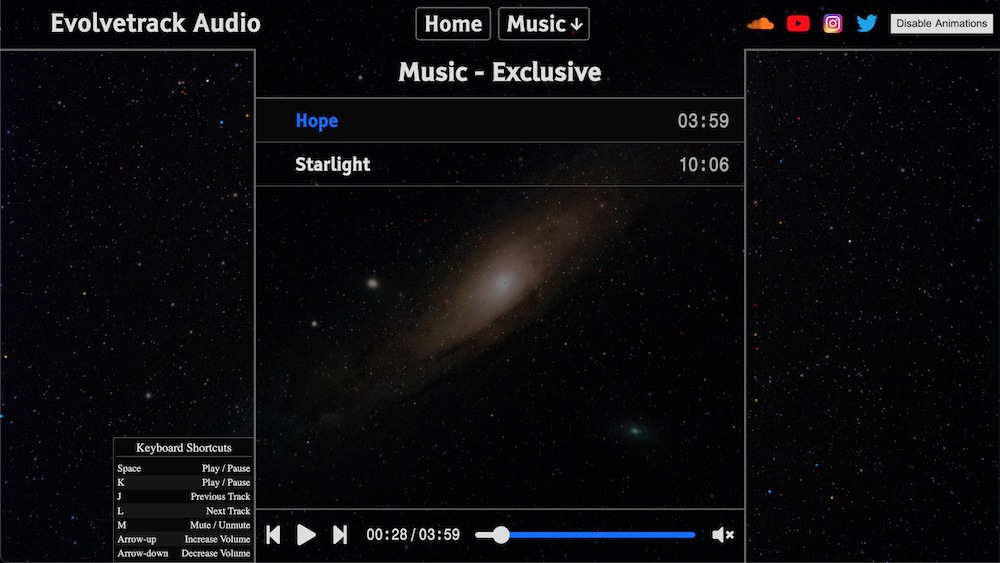 Evolvetrack Audio
Home
Music ↓
Disable Animations
Music - Exclusive
Hope 03:59
Starlight 10:06
Keyboard Shortcuts
Space Play / Pause
K Play / Pause
J Previous Track
L Next Track
M Mute / Unmute
Arrow-up Increase Volume
Arrow-down Decrease Volume
00:28 / 03:59